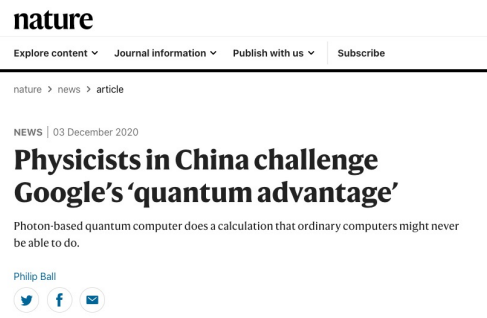 nature
Explore content Journal information Publish with us Subscribe
nature > news > article
NEWS | 03 December 2020
Physicists in China challenge
Google’s ‘quantum advantage’
Photon-based quantum computer does a calculation that ordinary computers might never
be able to do.
Philip Ball